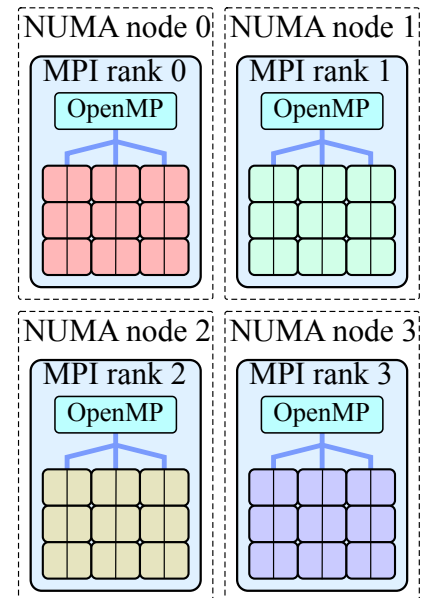 NUMA node 0
MPI rank 0
OpenMP
NUMA node 1
MPI rank 1
OpenMP
NUMA node 2
MPI rank 2
OpenMP
NUMA node 3
MPI rank 3
OpenMP